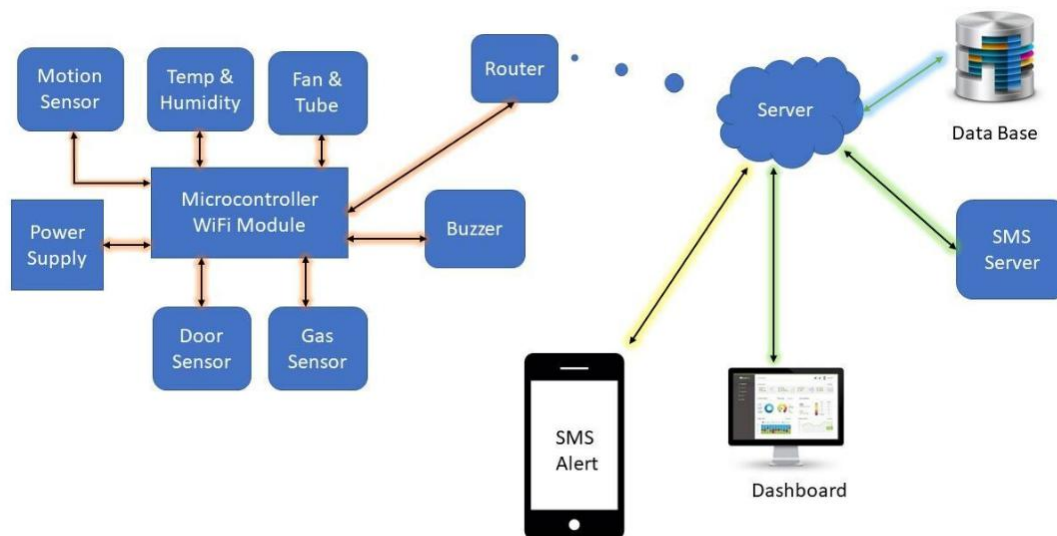 Motion
Sensor
Temp &
Humidity
Fan &
Tube
Router
Server
Data Base
Microcontroller
WiFi Module
Power
Supply
Buzzer
SMS
Server
Door
Sensor
Gas
Sensor
SMS
Alert
Dashboard